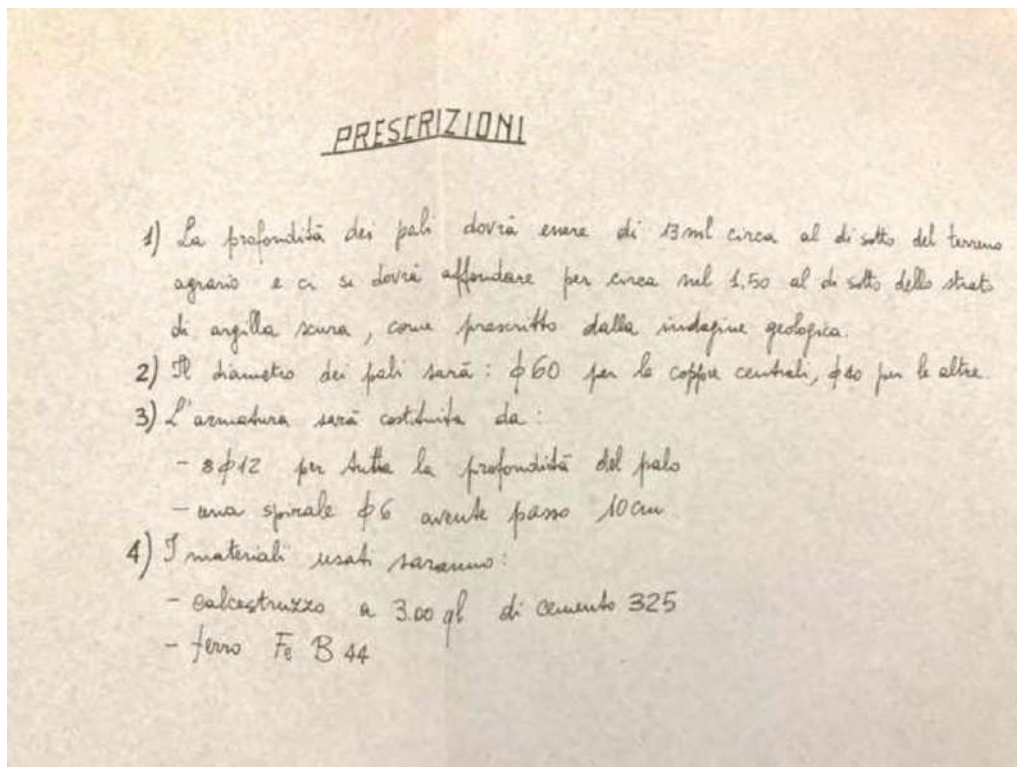 PRESCRIZIONI
1) La profondità dei pali dovrà essere di 13 ml circa al di sotto del terreno
agrario e ci si dovrà affondare per circa ml 1,50 al di sotto dello strato
di argilla scura, come prescritto dalla indagine geologica.
2) Il diametro dei pali sarà: ϕ60 per le coppie centrali, ϕ40 per le altre.
3) L'armatura sarà costituita da:
- 8ϕ12 per tutta la profondità del palo
- una spirale ϕ6 avente passo 10 cm
4) I materiali usati saranno:
- calcestruzzo a 3.00 ql di cemento 325
- ferro Fe B 44